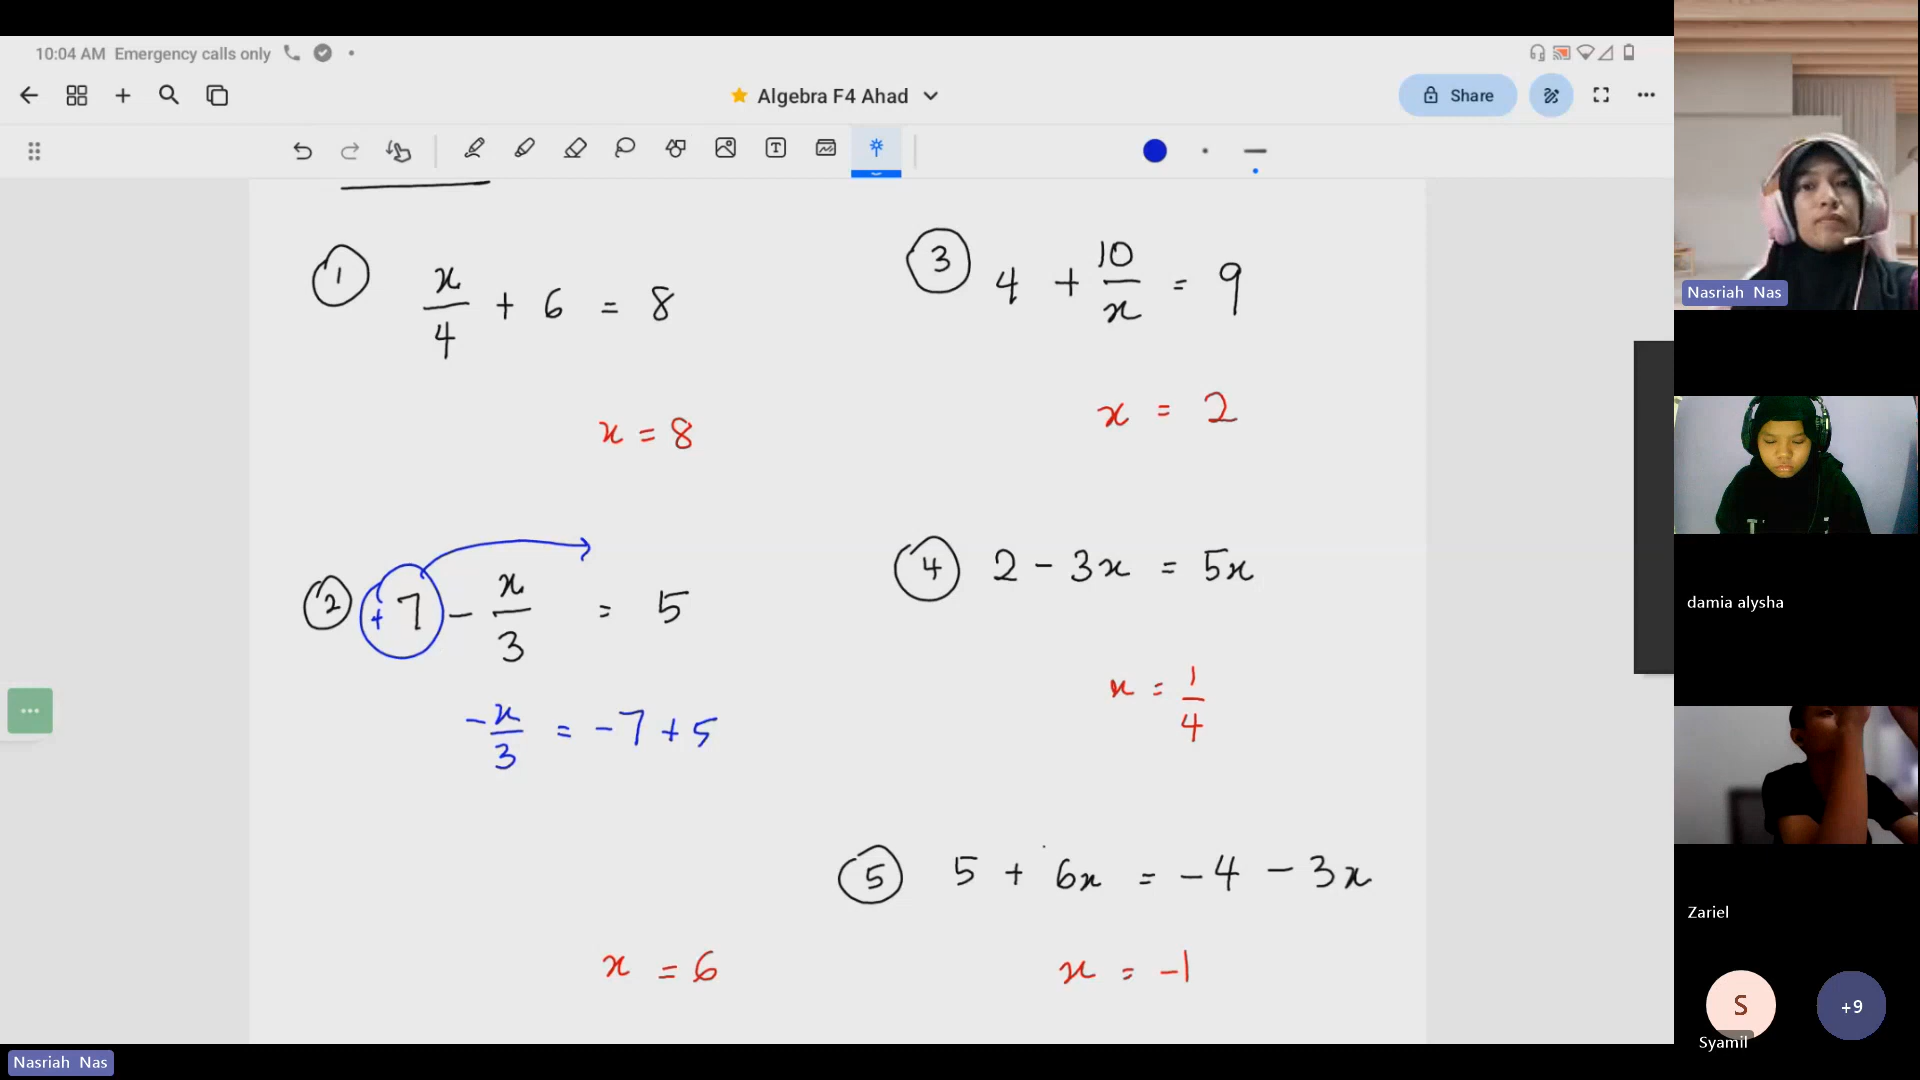 10:04 AM Emergency calls only
Algebra F4 Ahad
Share
① x/4 + 6 = 8
x = 8
② +7 - x/3 = 5
-x/3 = -7 + 5
x = 6
③ 4 + 10/x = 9
x = 2
④ 2 - 3x = 5x
x = 1/4
⑤ 5 + 6x = -4 - 3x
x = -1
Nasriah Nas
Nasriah Nas
damia alysha
Zariel
S
Syamil
+9